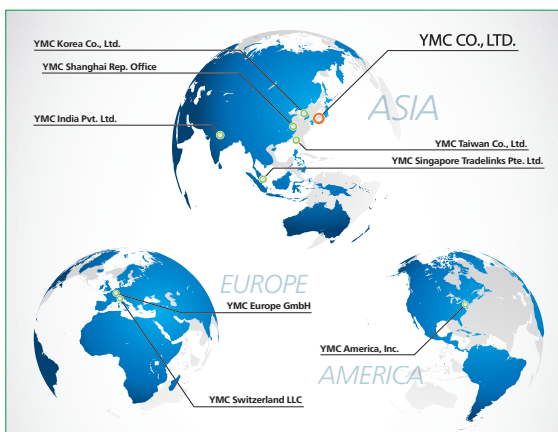 YMC CO., LTD.
YMC Korea Co., Ltd.
YMC Shanghai Rep. Office
ASIA
YMC India Pvt. Ltd.
YMC Taiwan Co., Ltd.
YMC Singapore Tradelinks Pte. Ltd.
EUROPE
YMC Europe GmbH
YMC America, Inc.
AMERICA
YMC Switzerland LLC